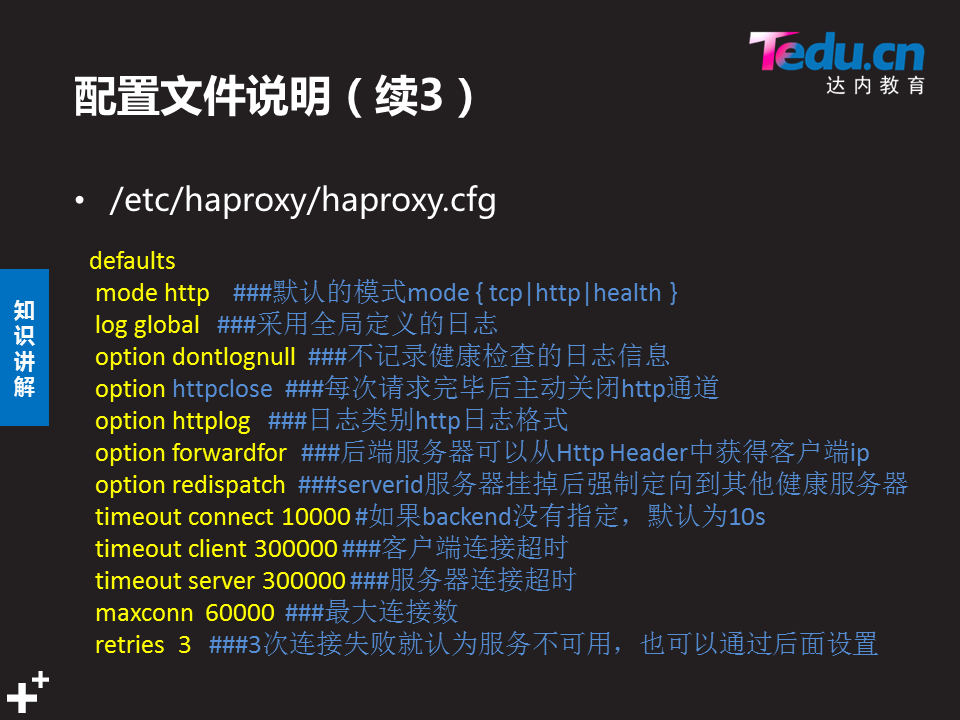 Tedu.cn
达内教育
配置文件说明（续3）
• /etc/haproxy/haproxy.cfg
defaults
mode http ###默认的模式mode { tcp|http|health }
log global ###采用全局定义的日志
option dontlognull ###不记录健康检查的日志信息
option httpclose ###每次请求完毕后主动关闭http通道
option httplog ###日志类别http日志格式
option forwardfor ###后端服务器可以从Http Header中获得客户端ip
option redispatch ###serverid服务器挂掉后强制定向到其他健康服务器
timeout connect 10000 #如果backend没有指定，默认为10s
timeout client 300000 ###客户端连接超时
timeout server 300000 ###服务器连接超时
maxconn 60000 ###最大连接数
retries 3 ###3次连接失败就认为服务不可用，也可以通过后面设置
知识讲解